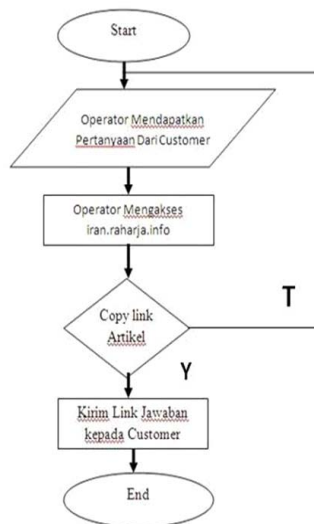 Start
Operator Mendapatkan
Pertanyaan Dari Customer
Operator Mengakses
iran.raharja.info
Copy link
Artikel
T
Y
Kirim Link Jawaban
kepada Customer
End